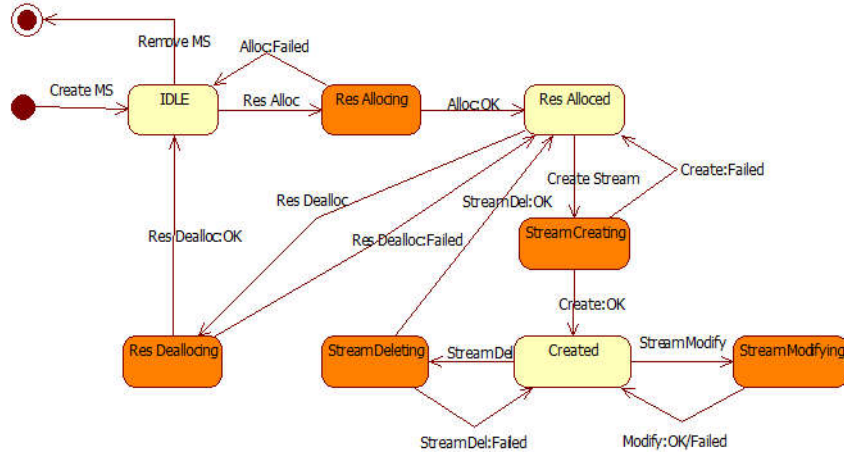 Remove MS
Alloc:Failed
Create MS
IDLE
Res Alloc
Res Allocing
Alloc:OK
Res Alloced
Create:Failed
Create Stream
Res Dealloc
StreamDel:OK
StreamCreating
Res Dealloc:OK
Res Dealloc:Failed
Create:OK
Res Deallocing
StreamDeleting
StreamDel
Created
StreamModify
StreamModifying
StreamDel:Failed
Modify:OK/Failed